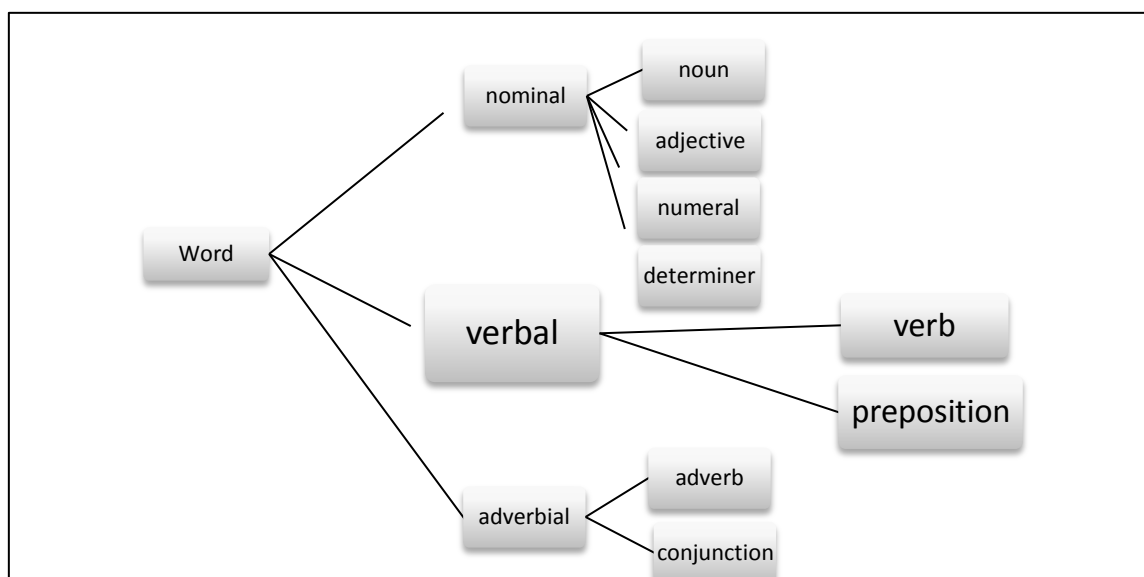 Word
nominal
noun
adjective
numeral
determiner
verbal
verb
preposition
adverbial
adverb
conjunction